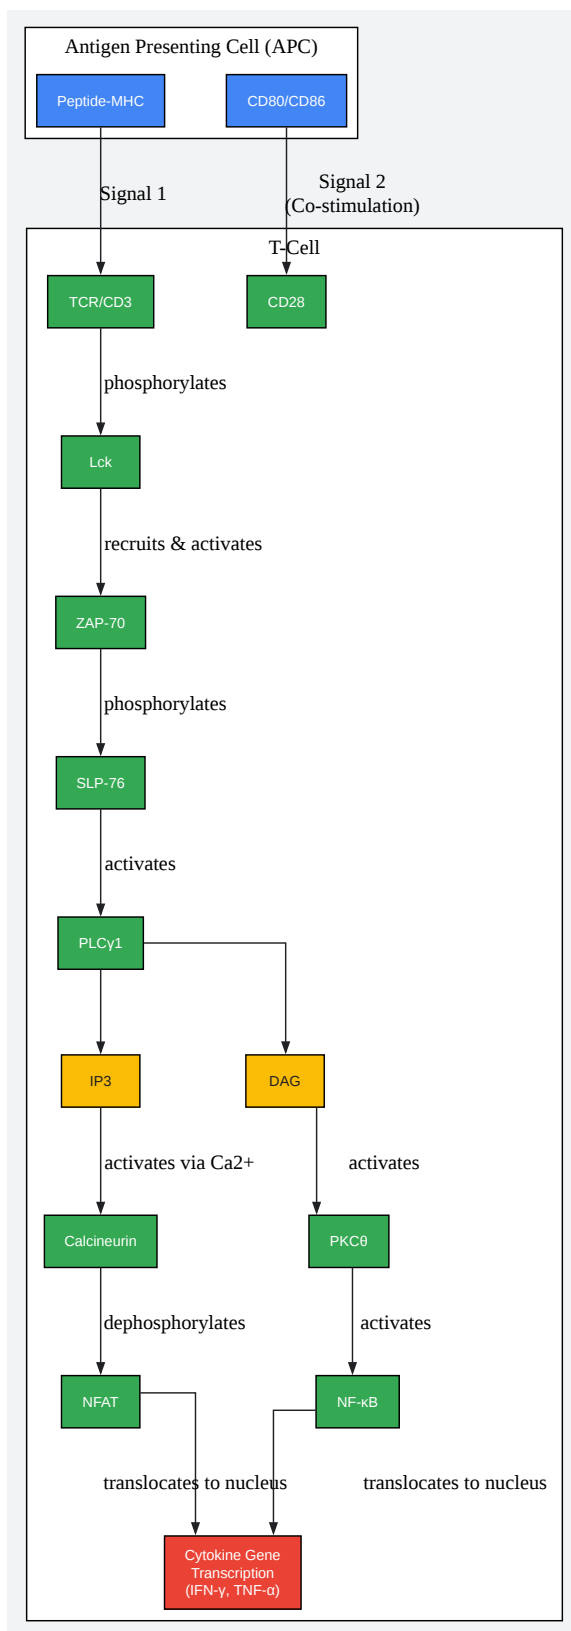 Antigen Presenting Cell (APC)
Peptide-MHC
CD80/CD86
Signal 1
Signal 2
(Co-stimulation)
T-Cell
TCR/CD3
CD28
phosphorylates
Lck
recruits & activates
ZAP-70
phosphorylates
SLP-76
activates
PLCγ1
IP3
DAG
activates via Ca2+
activates
Calcineurin
PKCθ
dephosphorylates
activates
NFAT
NF-κB
translocates to nucleus
translocates to nucleus
Cytokine Gene
Transcription
(IFN-γ, TNF-α)